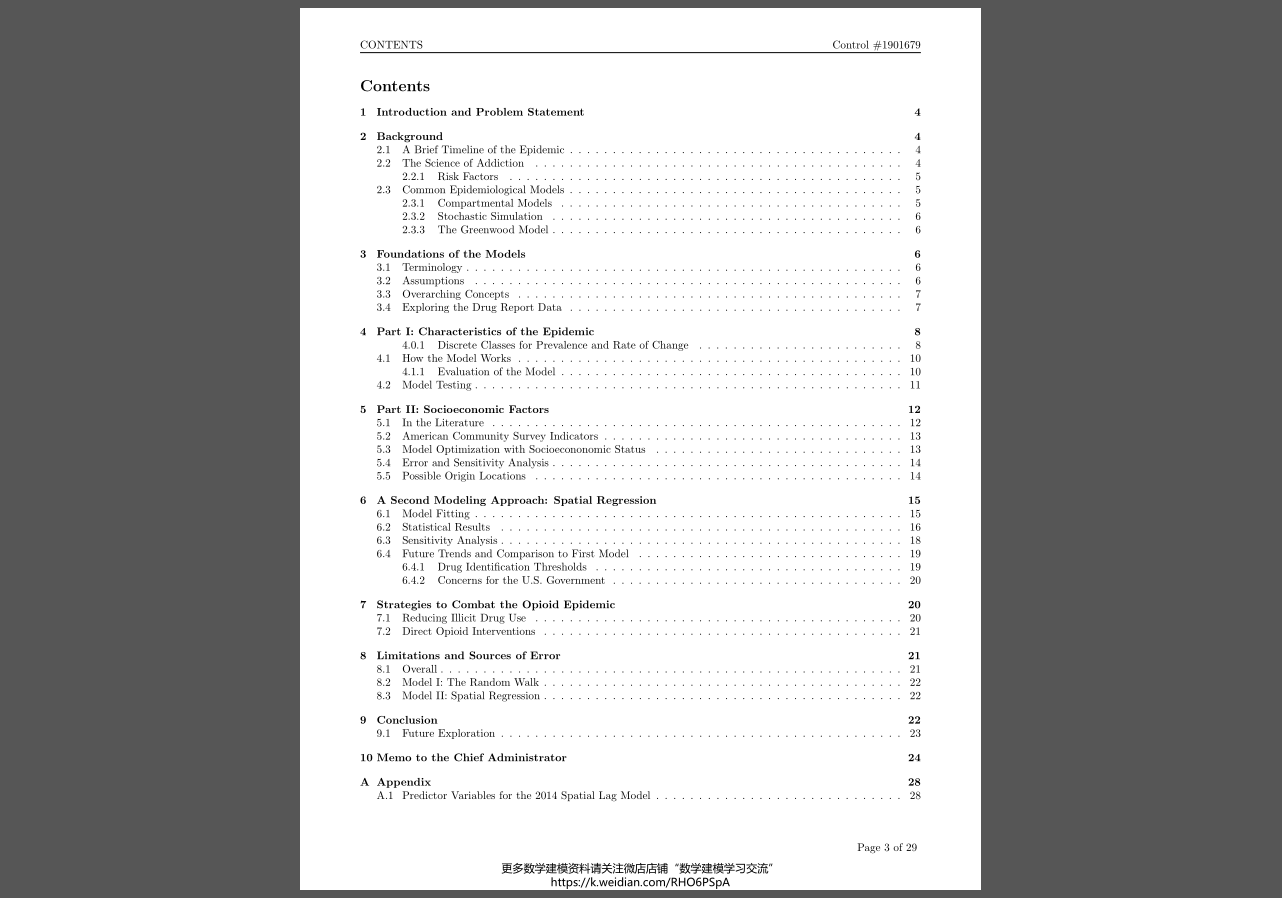 CONTENTS Control #1901679
Contents
1 Introduction and Problem Statement 4
2 Background 4
2.1 A Brief Timeline of the Epidemic . . . . . . . . . . . . . . . . . . . . . . . . . . . . . . . . . . . . . . . 4
2.2 The Science of Addiction . . . . . . . . . . . . . . . . . . . . . . . . . . . . . . . . . . . . . . . . . . . 4
2.2.1 Risk Factors . . . . . . . . . . . . . . . . . . . . . . . . . . . . . . . . . . . . . . . . . . . . . . 5
2.3 Common Epidemiological Models . . . . . . . . . . . . . . . . . . . . . . . . . . . . . . . . . . . . . . . 5
2.3.1 Compartmental Models . . . . . . . . . . . . . . . . . . . . . . . . . . . . . . . . . . . . . . . . 5
2.3.2 Stochastic Simulation . . . . . . . . . . . . . . . . . . . . . . . . . . . . . . . . . . . . . . . . . 6
2.3.3 The Greenwood Model . . . . . . . . . . . . . . . . . . . . . . . . . . . . . . . . . . . . . . . . . 6
3 Foundations of the Models 6
3.1 Terminology . . . . . . . . . . . . . . . . . . . . . . . . . . . . . . . . . . . . . . . . . . . . . . . . . . 6
3.2 Assumptions . . . . . . . . . . . . . . . . . . . . . . . . . . . . . . . . . . . . . . . . . . . . . . . . . . 6
3.3 Overarching Concepts . . . . . . . . . . . . . . . . . . . . . . . . . . . . . . . . . . . . . . . . . . . . . 7
3.4 Exploring the Drug Report Data . . . . . . . . . . . . . . . . . . . . . . . . . . . . . . . . . . . . . . . 7
4 Part I: Characteristics of the Epidemic 8
4.0.1 Discrete Classes for Prevalence and Rate of Change . . . . . . . . . . . . . . . . . . . . . . . . 8
4.1 How the Model Works . . . . . . . . . . . . . . . . . . . . . . . . . . . . . . . . . . . . . . . . . . . . . 10
4.1.1 Evaluation of the Model . . . . . . . . . . . . . . . . . . . . . . . . . . . . . . . . . . . . . . . . 10
4.2 Model Testing . . . . . . . . . . . . . . . . . . . . . . . . . . . . . . . . . . . . . . . . . . . . . . . . . 11
5 Part II: Socioeconomic Factors 12
5.1 In the Literature . . . . . . . . . . . . . . . . . . . . . . . . . . . . . . . . . . . . . . . . . . . . . . . . 12
5.2 American Community Survey Indicators . . . . . . . . . . . . . . . . . . . . . . . . . . . . . . . . . . . 13
5.3 Model Optimization with Socioecononomic Status . . . . . . . . . . . . . . . . . . . . . . . . . . . . . 13
5.4 Error and Sensitivity Analysis . . . . . . . . . . . . . . . . . . . . . . . . . . . . . . . . . . . . . . . . . 14
5.5 Possible Origin Locations . . . . . . . . . . . . . . . . . . . . . . . . . . . . . . . . . . . . . . . . . . . 14
6 A Second Modeling Approach: Spatial Regression 15
6.1 Model Fitting . . . . . . . . . . . . . . . . . . . . . . . . . . . . . . . . . . . . . . . . . . . . . . . . . 15
6.2 Statistical Results . . . . . . . . . . . . . . . . . . . . . . . . . . . . . . . . . . . . . . . . . . . . . . . 16
6.3 Sensitivity Analysis . . . . . . . . . . . . . . . . . . . . . . . . . . . . . . . . . . . . . . . . . . . . . . . 18
6.4 Future Trends and Comparison to First Model . . . . . . . . . . . . . . . . . . . . . . . . . . . . . . . 19
6.4.1 Drug Identification Thresholds . . . . . . . . . . . . . . . . . . . . . . . . . . . . . . . . . . . . 19
6.4.2 Concerns for the U.S. Government . . . . . . . . . . . . . . . . . . . . . . . . . . . . . . . . . . 20
7 Strategies to Combat the Opioid Epidemic 20
7.1 Reducing Illicit Drug Use . . . . . . . . . . . . . . . . . . . . . . . . . . . . . . . . . . . . . . . . . . . 20
7.2 Direct Opioid Interventions . . . . . . . . . . . . . . . . . . . . . . . . . . . . . . . . . . . . . . . . . . 21
8 Limitations and Sources of Error 21
8.1 Overall . . . . . . . . . . . . . . . . . . . . . . . . . . . . . . . . . . . . . . . . . . . . . . . . . . . . . 21
8.2 Model I: The Random Walk . . . . . . . . . . . . . . . . . . . . . . . . . . . . . . . . . . . . . . . . . . 22
8.3 Model II: Spatial Regression . . . . . . . . . . . . . . . . . . . . . . . . . . . . . . . . . . . . . . . . . . 22
9 Conclusion 22
9.1 Future Exploration . . . . . . . . . . . . . . . . . . . . . . . . . . . . . . . . . . . . . . . . . . . . . . . 23
10 Memo to the Chief Administrator 24
A Appendix 28
A.1 Predictor Variables for the 2014 Spatial Lag Model . . . . . . . . . . . . . . . . . . . . . . . . . . . . . 28
Page 3 of 29
更多数学建模资料请关注微店店铺“数学建模学习交流”
https://k.weidian.com/RHO6PSpA